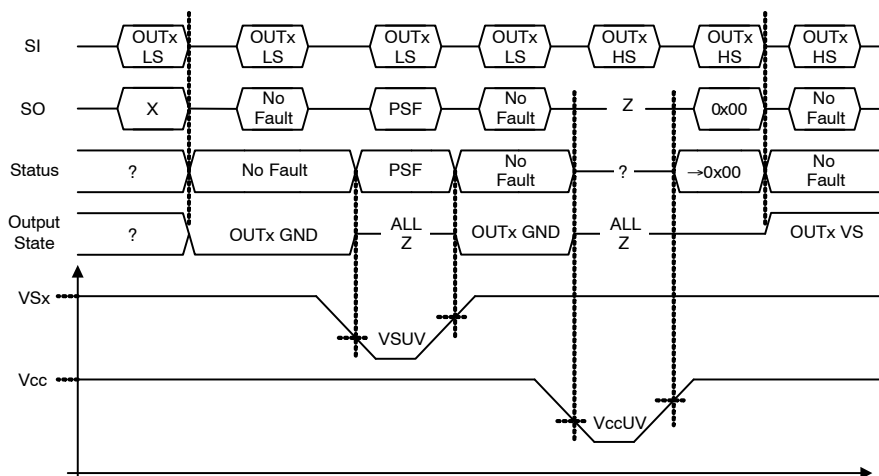 SI
OUTx
LS
OUTx
LS
OUTx
LS
OUTx
LS
OUTx
HS
OUTx
HS
OUTx
HS
SO
X
No
Fault
PSF
No
Fault
Z
0x00
No
Fault
Status
?
No Fault
PSF
No
Fault
?
→0x00
No
Fault
Output
State
?
OUTx GND
ALL
Z
OUTx GND
ALL
Z
OUTx VS
VSx
VSUV
Vcc
VccUV